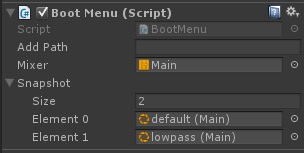 Boot Menu (Script)
Script BootMenu
Add Path
Mixer Main
Snapshot
Size 2
Element 0 default (Main)
Element 1 lowpass (Main)